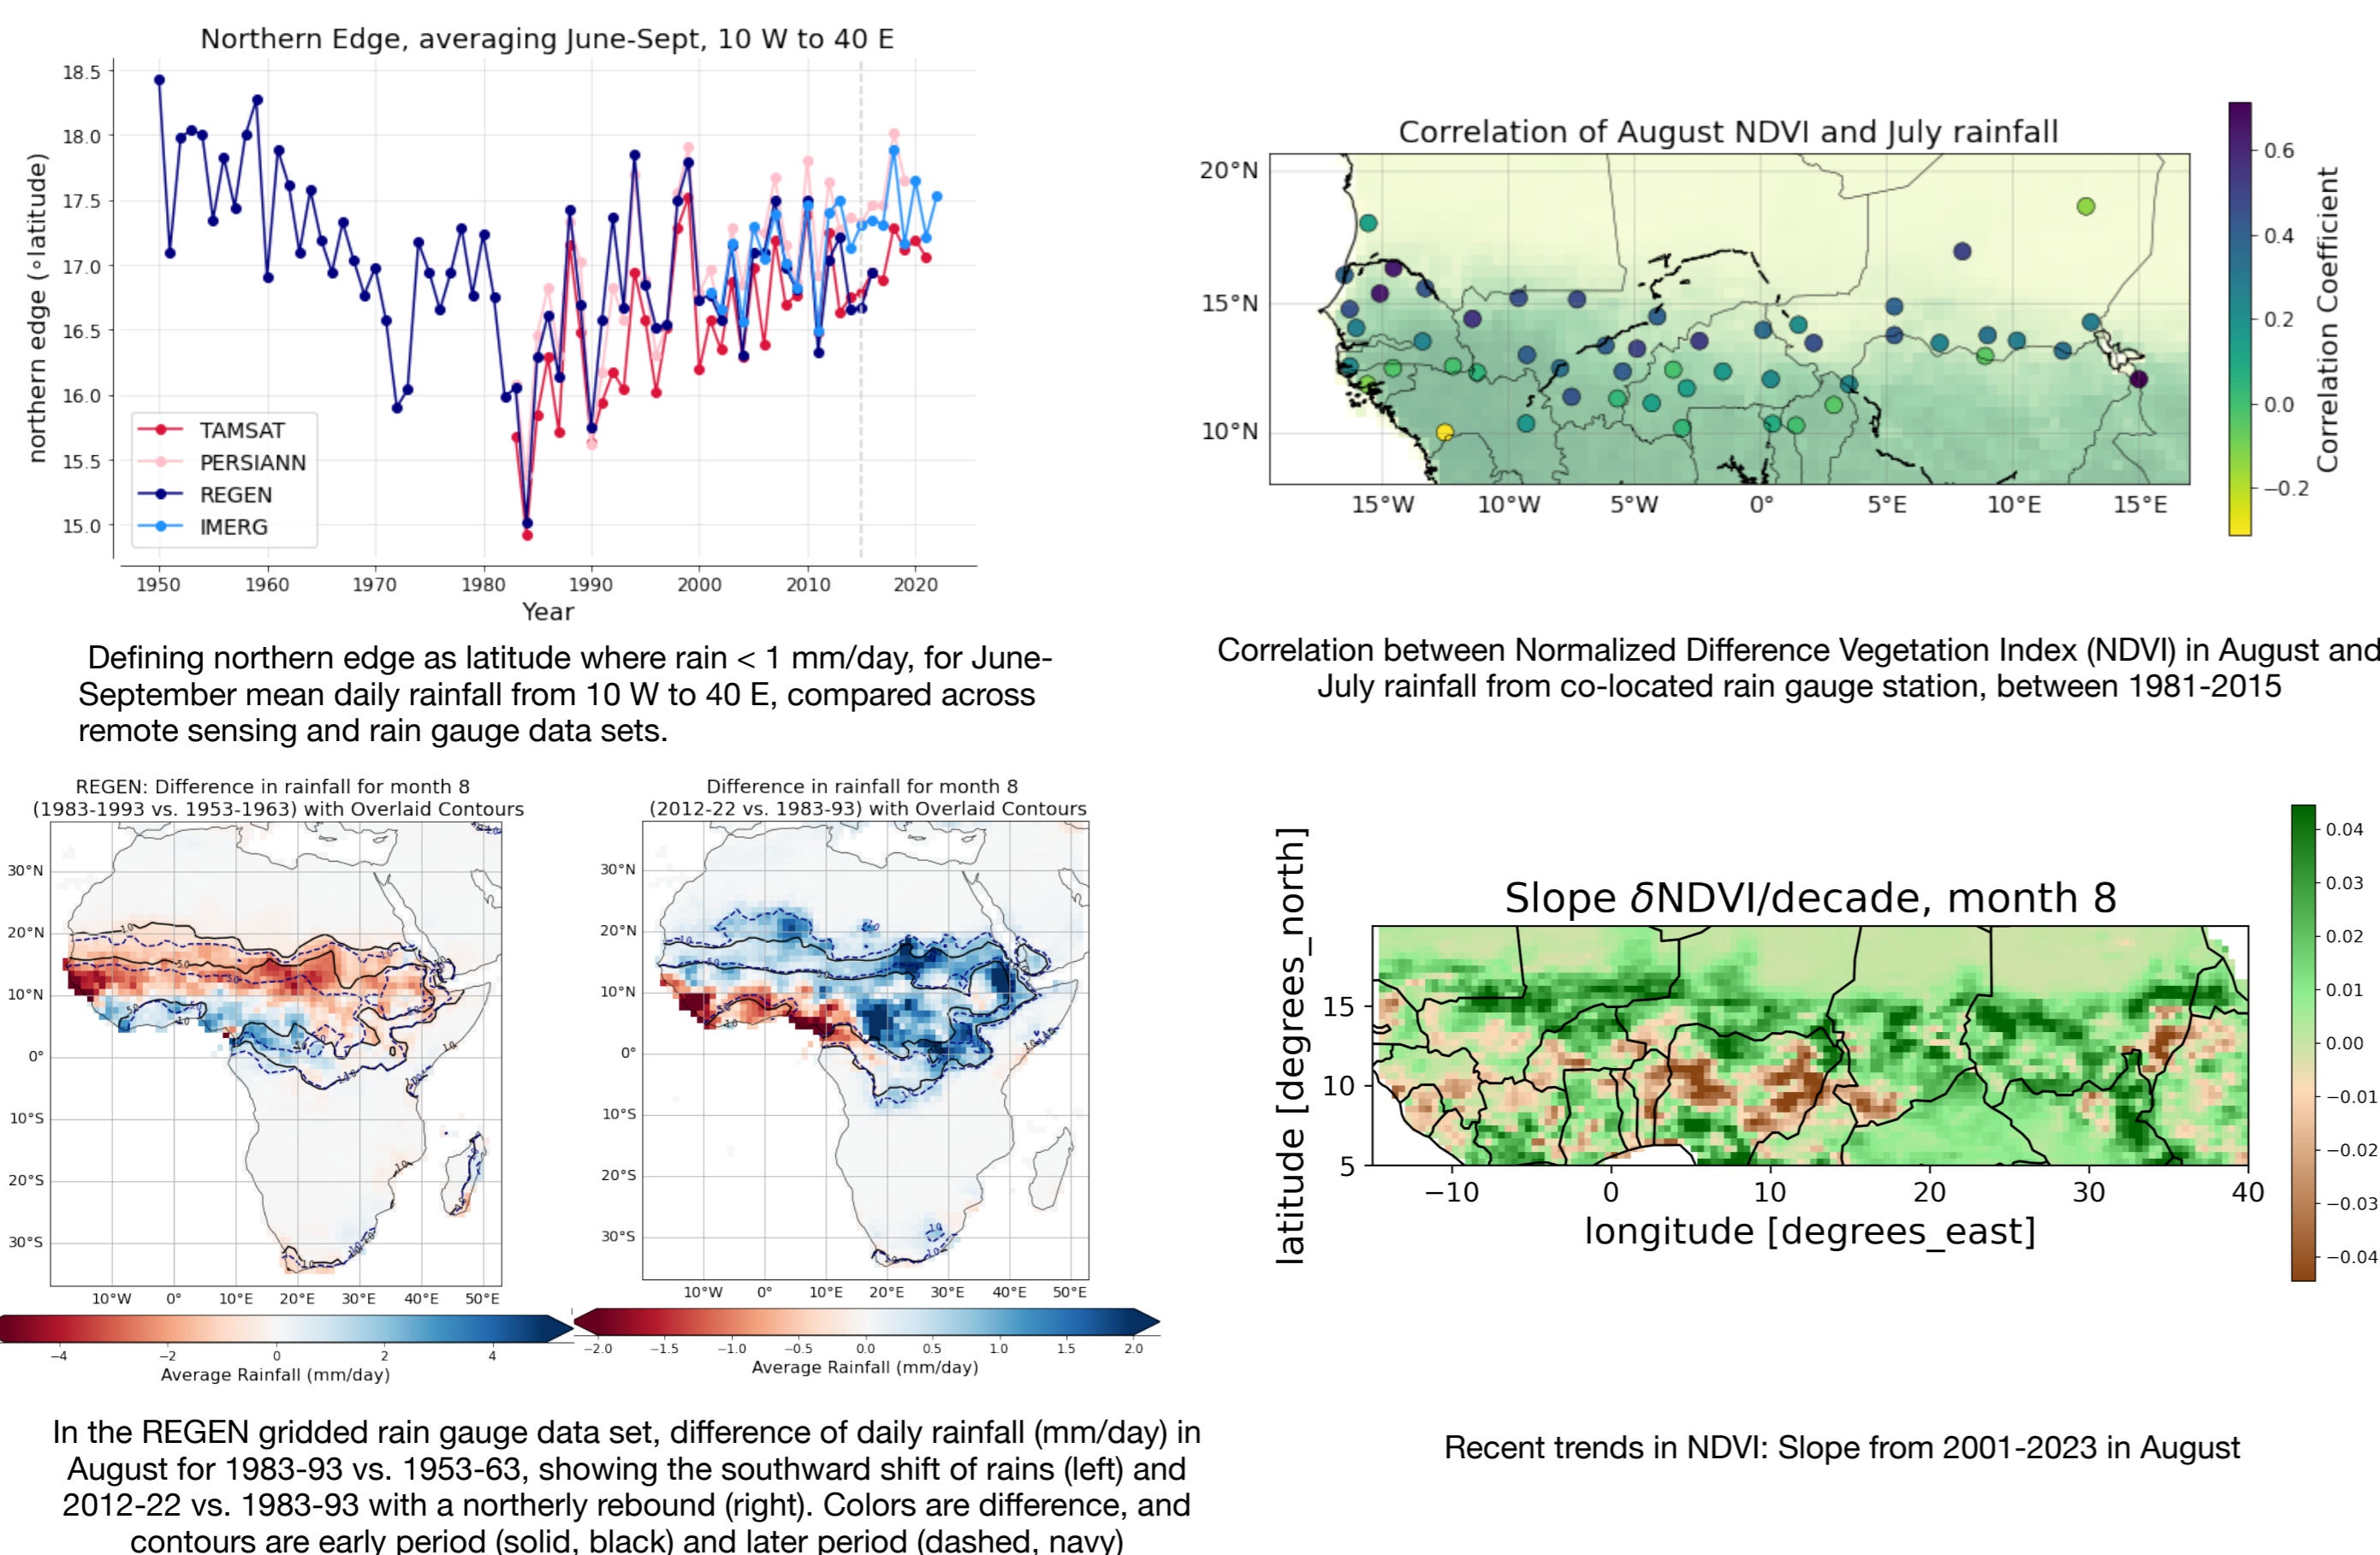 Northern Edge, averaging June-Sept, 10 W to 40 E
18.5
18.0
17.5
17.0
16.5
16.0
15.5
15.0
northern edge (∘latitude)
TAMSAT
PERSIANN
REGEN
IMERG
1950 1960 1970 1980 1990 2000 2010 2020
Year
Defining northern edge as latitude where rain < 1 mm/day, for June-
September mean daily rainfall from 10 W to 40 E, compared across
remote sensing and rain gauge data sets.
Correlation of August NDVI and July rainfall
20°N
15°N
10°N
15°W 10°W 5°W 0° 5°E 10°E 15°E
0.6
0.4
0.2
0.0
−0.2
Correlation Coefficient
Correlation between Normalized Difference Vegetation Index (NDVI) in August and
July rainfall from co-located rain gauge station, between 1981-2015
REGEN: Difference in rainfall for month 8
(1983-1993 vs. 1953-1963) with Overlaid Contours
30°N
20°N
10°N
0°
10°S
20°S
30°S
10°W 0° 10°E 20°E 30°E 40°E 50°E
−4 −2 0 2 4
Average Rainfall (mm/day)
Difference in rainfall for month 8
(2012-22 vs. 1983-93) with Overlaid Contours
30°N
20°N
10°N
0°
10°S
20°S
30°S
10°W 0° 10°E 20°E 30°E 40°E 50°E
−2.0 −1.5 −1.0 −0.5 0.0 0.5 1.0 1.5 2.0
Average Rainfall (mm/day)
In the REGEN gridded rain gauge data set, difference of daily rainfall (mm/day) in
August for 1983-93 vs. 1953-63, showing the southward shift of rains (left) and
2012-22 vs. 1983-93 with a northerly rebound (right). Colors are difference, and
contours are early period (solid, black) and later period (dashed, navy)
Slope δNDVI/decade, month 8
latitude [degrees_north]
15
10
5
−10 0 10 20 30 40
longitude [degrees_east]
0.04
0.03
0.02
0.01
0.00
−0.01
−0.02
−0.03
−0.04
Recent trends in NDVI: Slope from 2001-2023 in August